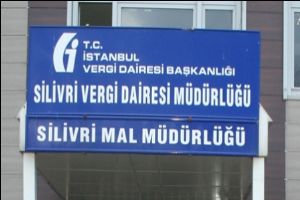 T.C.
İSTANBUL
VERGİ DAİRESİ BAŞKANLIĞI
SİLİVRİ VERGİ DAİRESİ MÜDÜRLÜĞÜ
SİLİVRİ MAL MÜDÜRLÜĞÜ